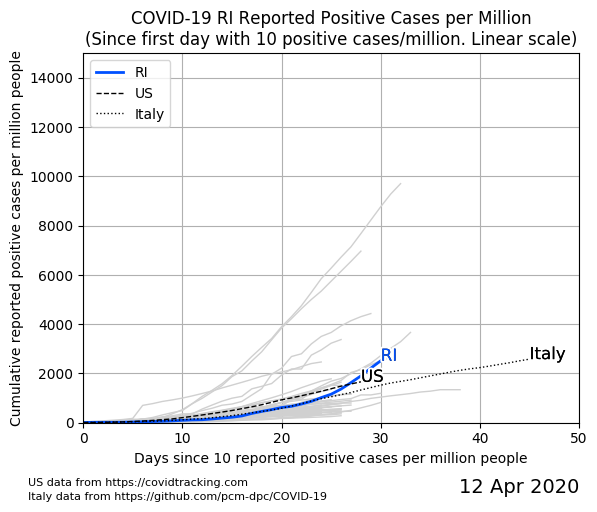 COVID-19 RI Reported Positive Cases per Million
(Since first day with 10 positive cases/million. Linear scale)
Cumulative reported positive cases per million people
14000
12000
10000
8000
6000
4000
2000
0
RI
US
Italy
RI
US
Italy
0 10 20 30 40 50
Days since 10 reported positive cases per million people
US data from https://covidtracking.com
Italy data from https://github.com/pcm-dpc/COVID-19
12 Apr 2020